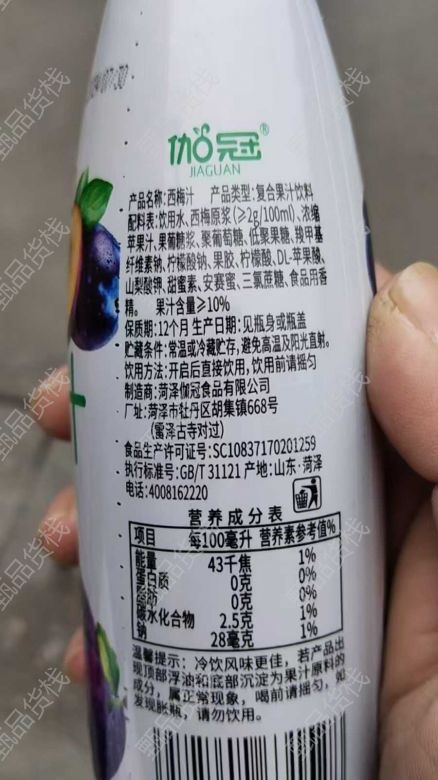 伽冠®
JIAGUAN
产品名称:西梅汁 产品类型:复合果汁饮料
配料表:饮用水、西梅原浆(≥2g/100ml)、浓缩
苹果汁、果葡糖浆、聚葡萄糖、低聚果糖、羧甲基
纤维素钠、柠檬酸钠、果胶、柠檬酸、DL-苹果酸、
山梨酸钾、甜蜜素、安赛蜜、三氯蔗糖、食品用香
精。 果汁含量≥10%
保质期:12个月 生产日期:见瓶身或瓶盖
贮藏条件:常温或冷藏贮存,避免高温及阳光直射。
饮用方法:开启后直接饮用,饮用前请摇匀
制造商:菏泽伽冠食品有限公司
厂址:菏泽市牡丹区胡集镇668号
(雷泽古寺对过)
食品生产许可证号:SC10837170201259
执行标准号:GB/T 31121 产地:山东·菏泽
电话:4008162220
营养成分表
项目 每100毫升 营养素参考值%
能量 43千焦 1%
蛋白质 0克 0%
脂肪 0克 0%
碳水化合物 2.5克 1%
钠 28毫克 1%
温馨提示:冷饮风味更佳,若产品出
现顶部浮油和底部沉淀为果汁原料的
成分,属正常现象,喝前请摇匀,如
发现胀瓶,请勿饮用。
汁
甄品货栈